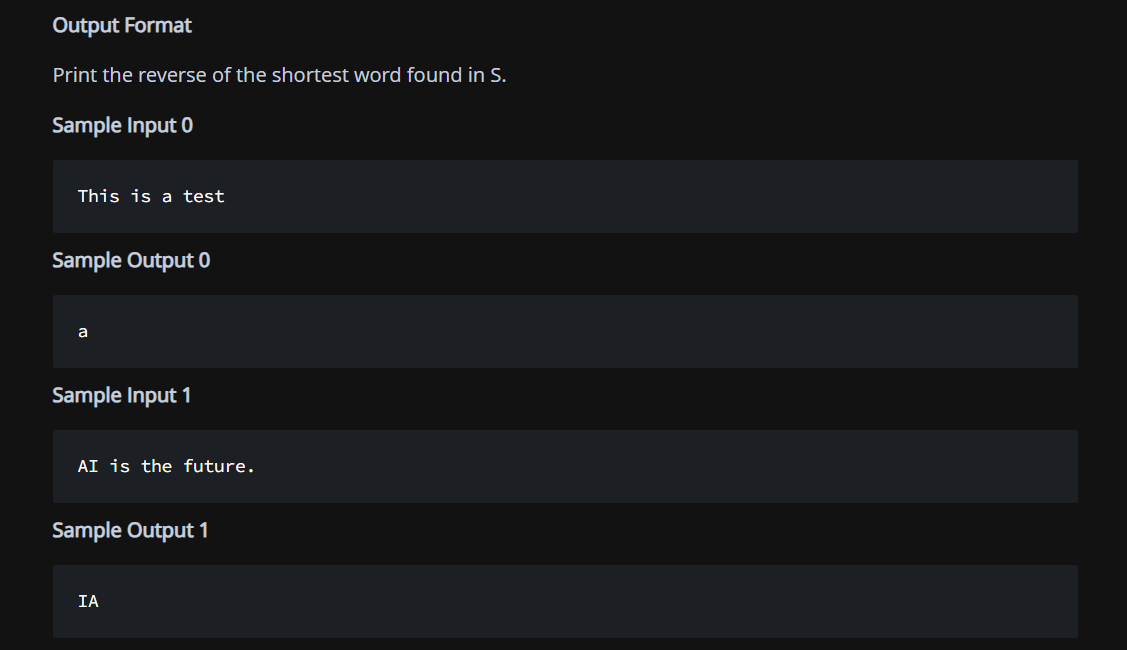 Output Format
Print the reverse of the shortest word found in S.
Sample Input 0
This is a test
Sample Output 0
a
Sample Input 1
AI is the future.
Sample Output 1
IA